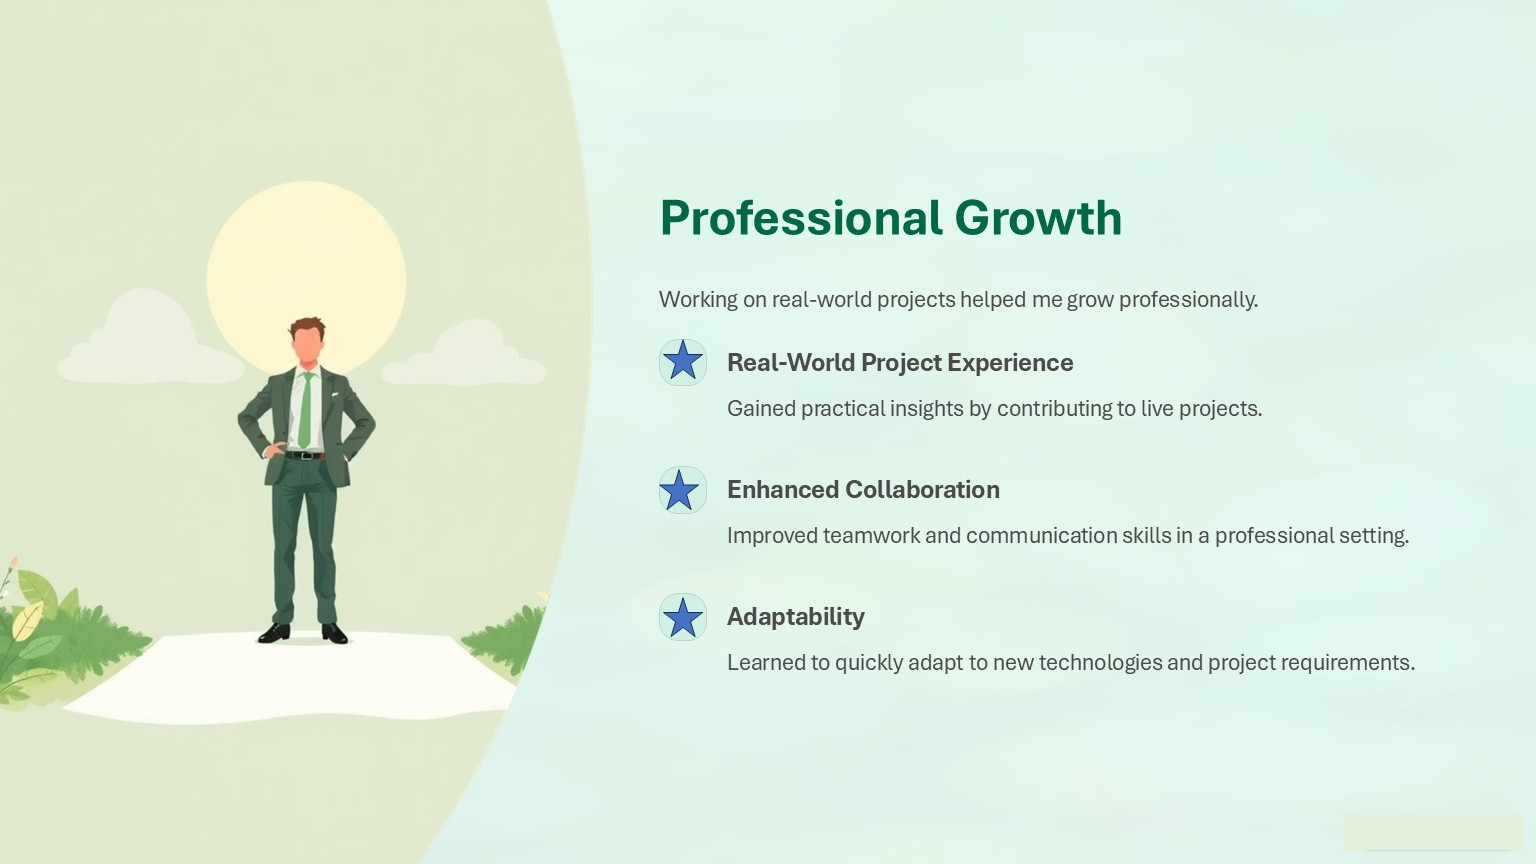 Professional Growth
Working on real-world projects helped me grow professionally.
Real-World Project Experience
Gained practical insights by contributing to live projects.
Enhanced Collaboration
Improved teamwork and communication skills in a professional setting.
Adaptability
Learned to quickly adapt to new technologies and project requirements.